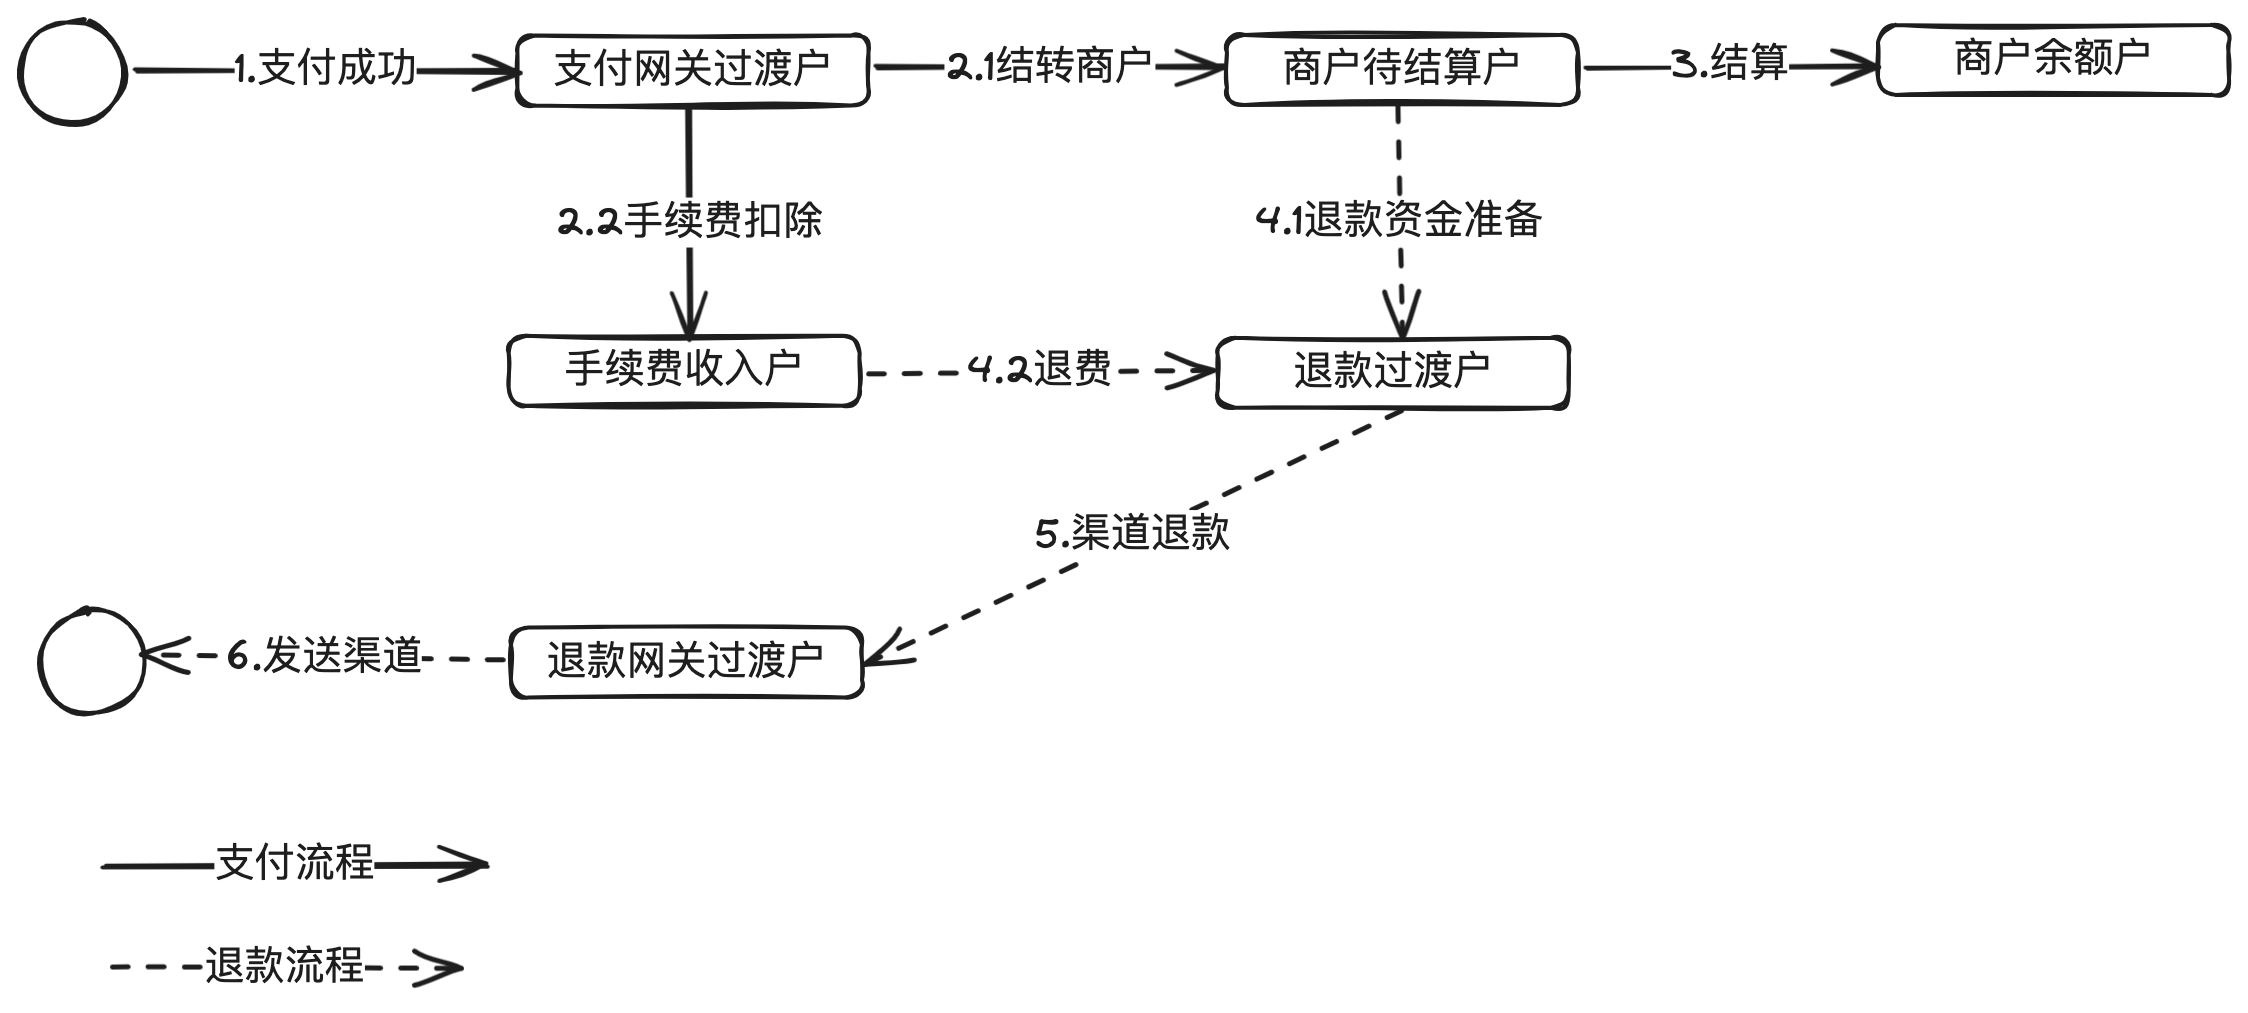 1.支付成功
支付网关过渡户
2.1结转商户
商户待结算户
3.结算
商户余额户
2.2手续费扣除
4.1退款资金准备
手续费收入户
4.2退费
退款过渡户
5.渠道退款
6.发送渠道
退款网关过渡户
支付流程
退款流程